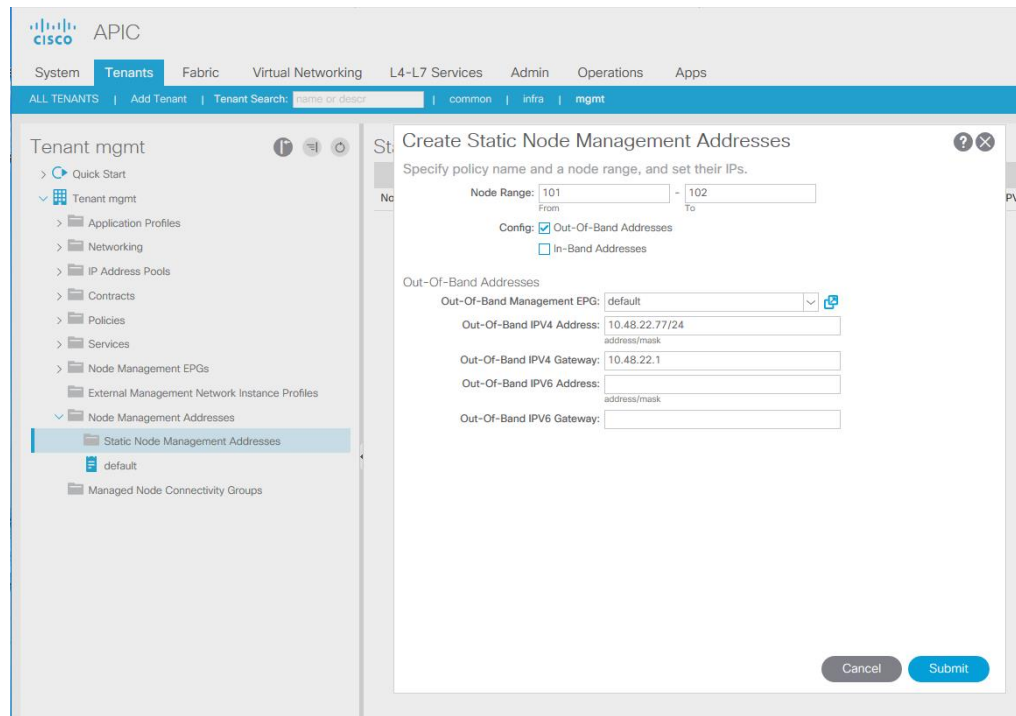 CISCO APIC
System Tenants Fabric Virtual Networking L4-L7 Services Admin Operations Apps
ALL TENANTS | Add Tenant | Tenant Search: name or descr | common | infra | mgmt
Tenant mgmt
Quick Start
Tenant mgmt
Application Profiles
Networking
IP Address Pools
Contracts
Policies
Services
Node Management EPGs
External Management Network Instance Profiles
Node Management Addresses
Static Node Management Addresses
default
Managed Node Connectivity Groups
Create Static Node Management Addresses
Specify policy name and a node range, and set their IPs.
Node Range: 101 - 102
From To
Config: Out-Of-Band Addresses
In-Band Addresses
Out-Of-Band Addresses
Out-Of-Band Management EPG: default
Out-Of-Band IPV4 Address: 10.48.22.77/24
address/mask
Out-Of-Band IPV4 Gateway: 10.48.22.1
Out-Of-Band IPV6 Address:
address/mask
Out-Of-Band IPV6 Gateway:
Cancel Submit